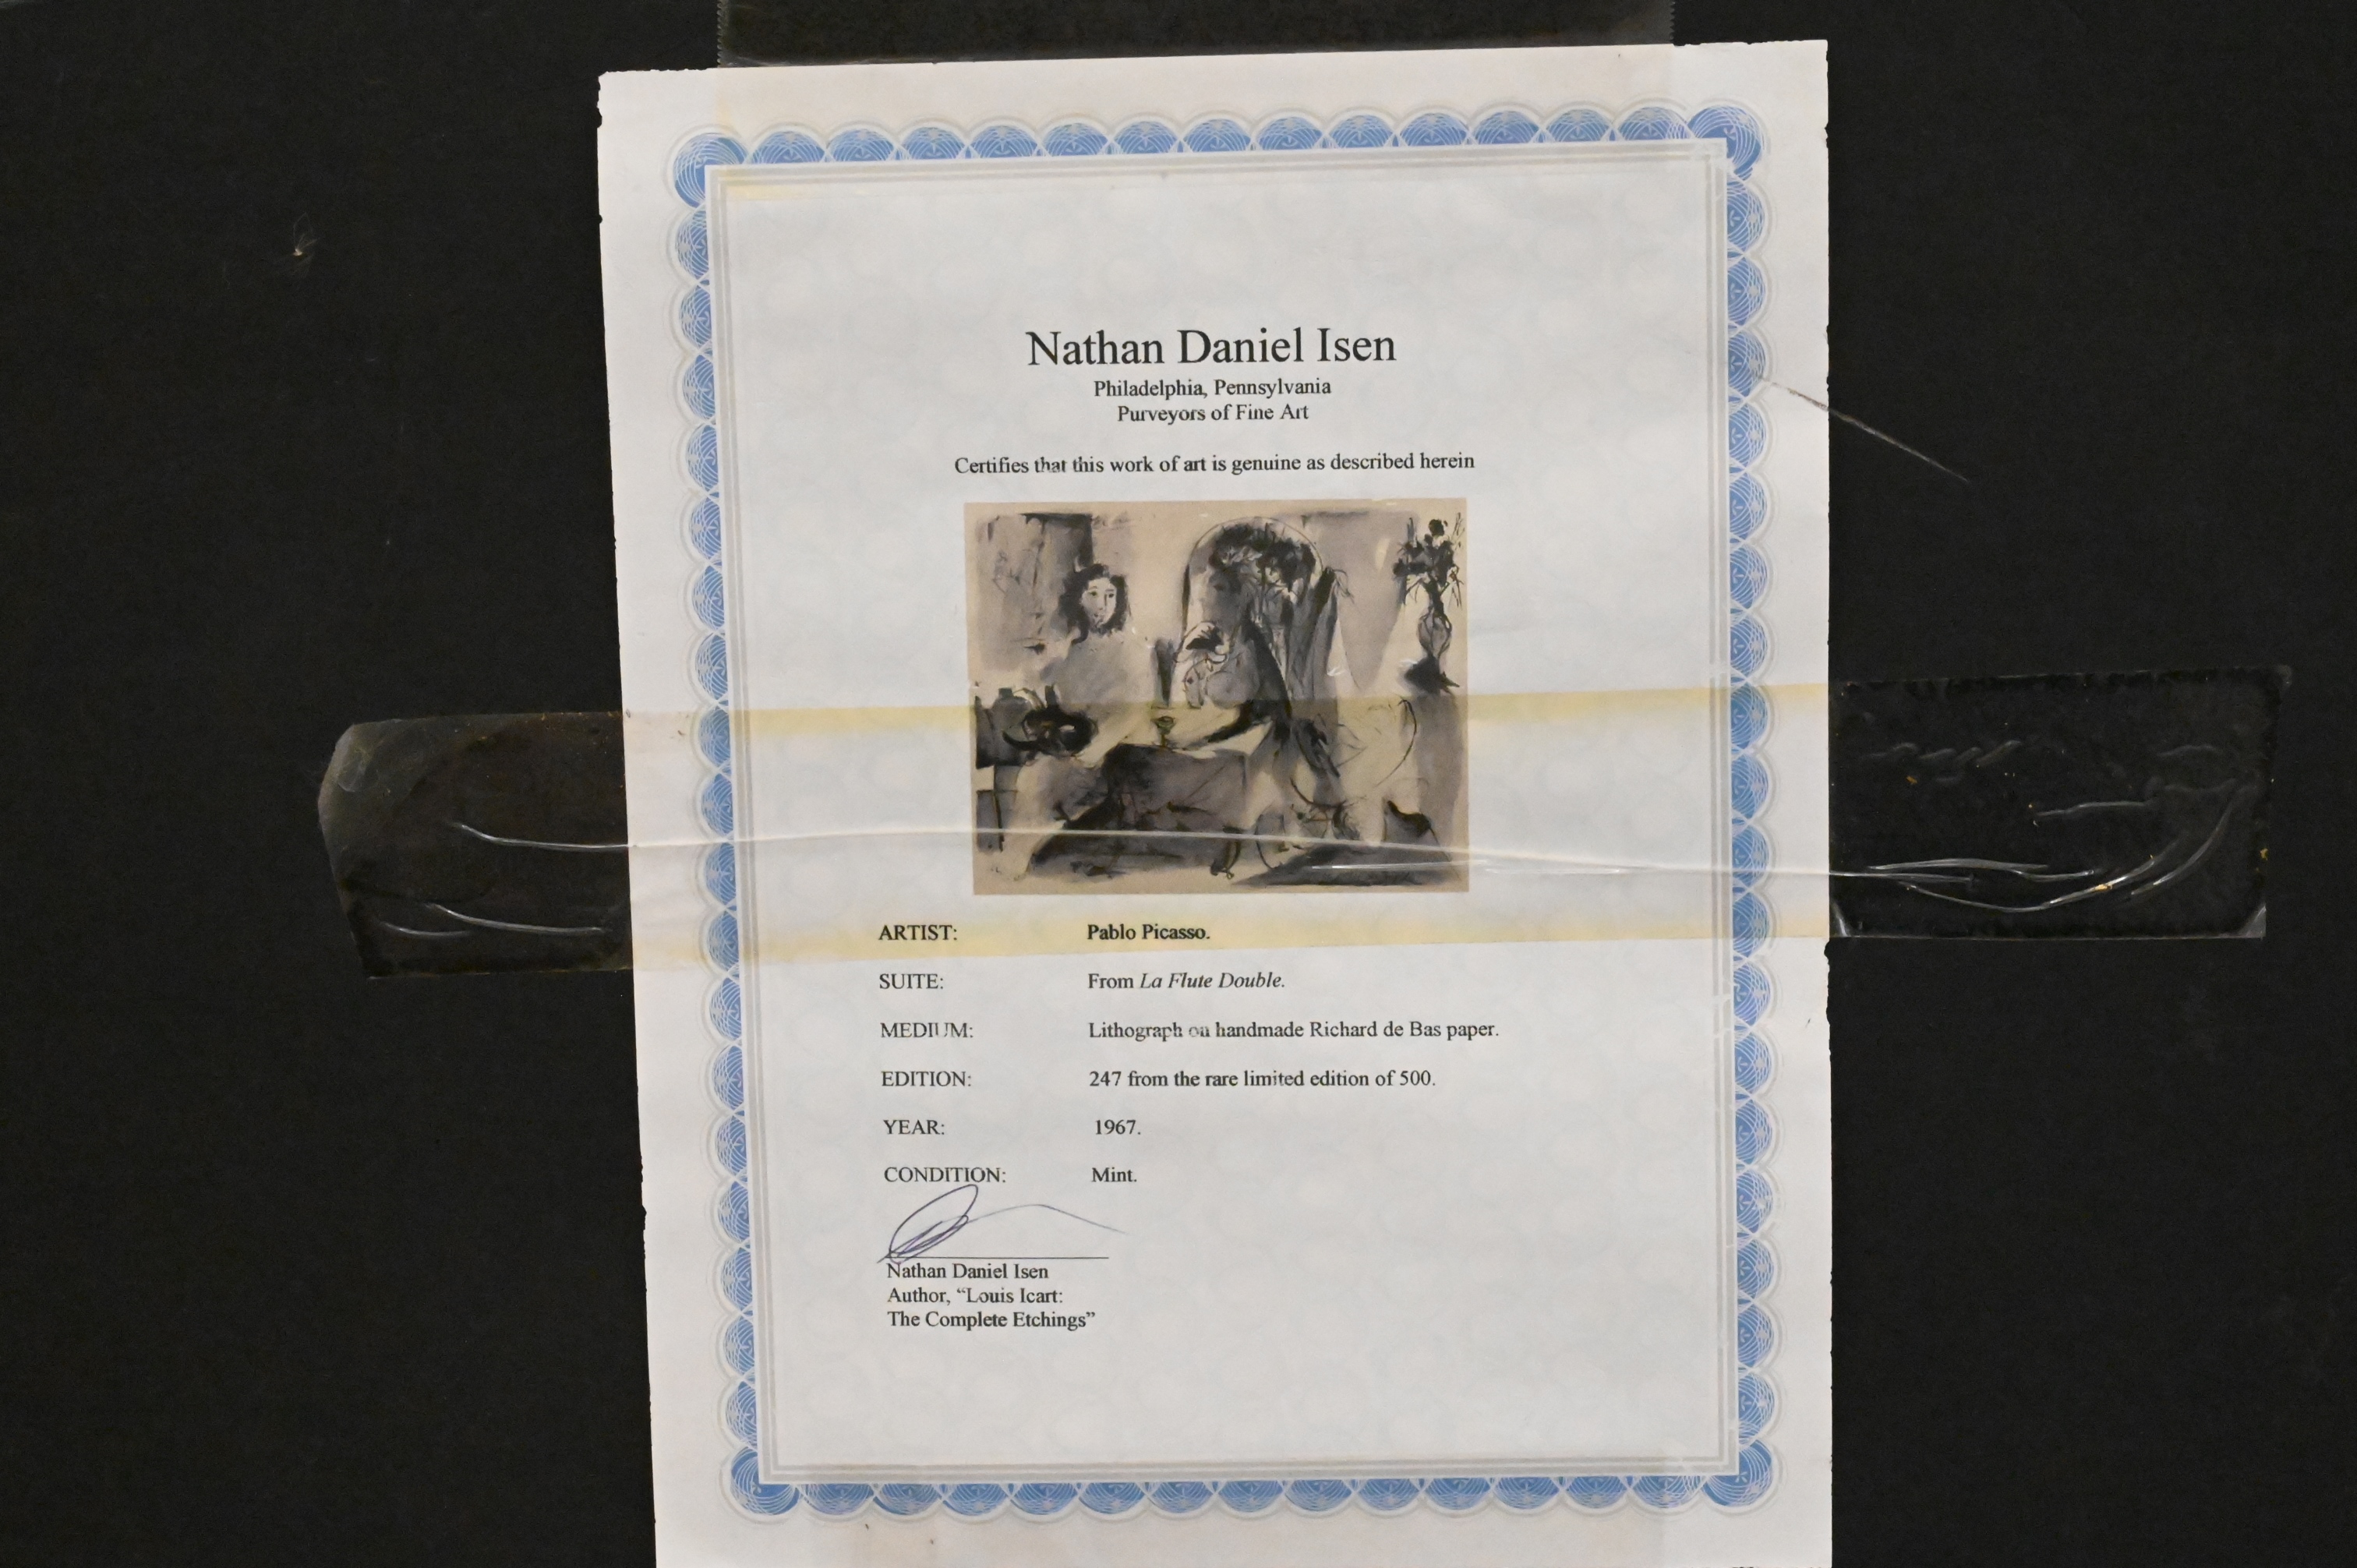 Nathan Daniel Isen
Philadelphia, Pennsylvania
Purveyors of Fine Art
Certifies that this work of art is genuine as described herein
ARTIST: Pablo Picasso.
SUITE: From La Flute Double.
MEDIUM: Lithograph on handmade Richard de Bas paper.
EDITION: 247 from the rare limited edition of 500.
YEAR: 1967.
CONDITION: Mint.
Nathan Daniel Isen
Author, “Louis Icart:
The Complete Etchings”